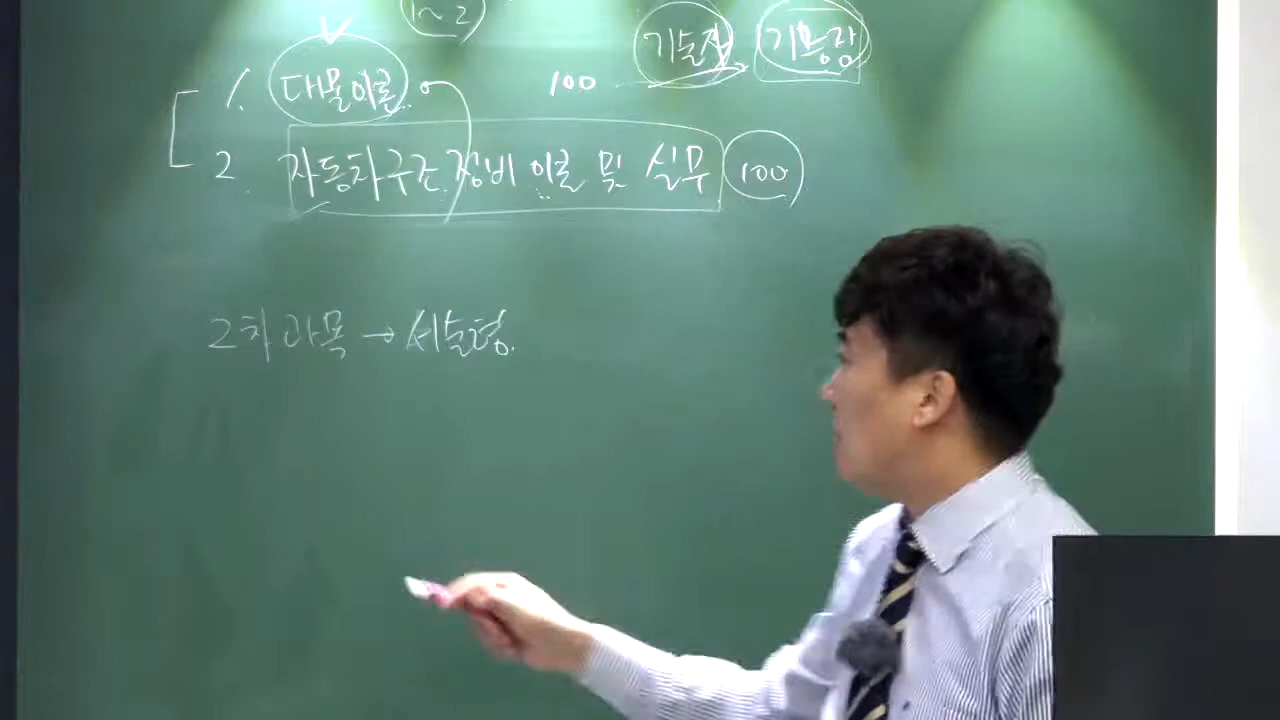 1~2
기술집 기능장
1. 대물이론 100
2. 자동차구조.정비 이론 및 실무 100
2차 과목 → 서술형.